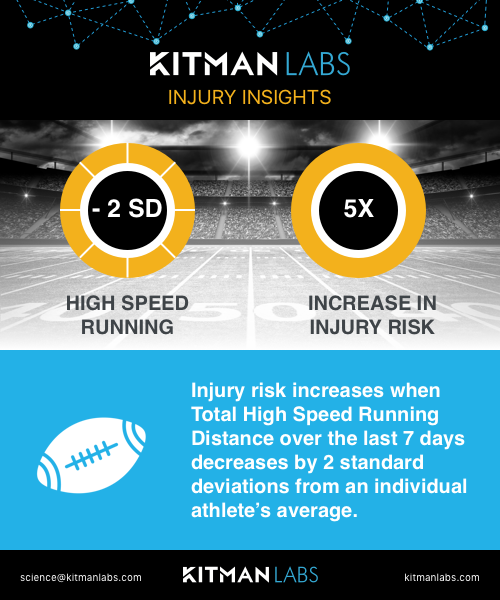 KITMAN LABS
INJURY INSIGHTS
- 2 SD
5X
HIGH SPEED
RUNNING
INCREASE IN
INJURY RISK
Injury risk increases when
Total High Speed Running
Distance over the last 7 days
decreases by 2 standard
deviations from an individual
athlete's average.
science@kitmanlabs.com
KITMAN LABS
kitmanlabs.com